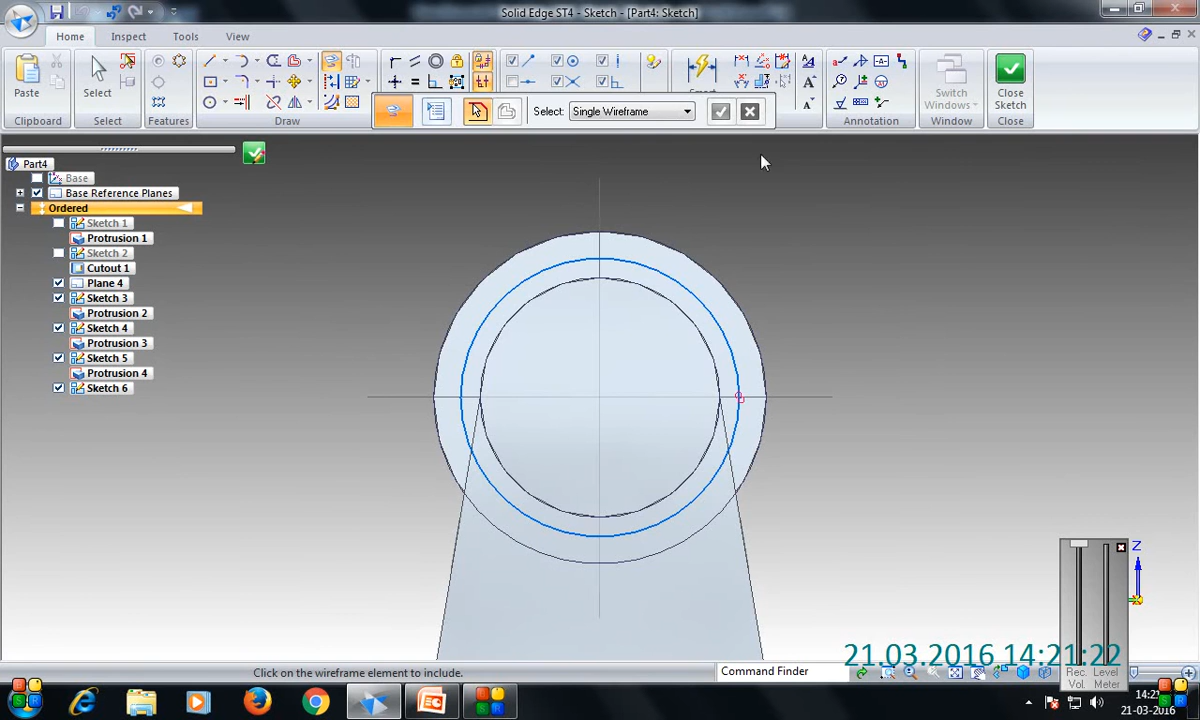 Solid Edge ST4 - Sketch - [Part4: Sketch]
Home Inspect Tools View
Paste
Select
Close Sketch
Switch Windows
Clipboard Select Features Draw Annotation Window Close
Select: Single Wireframe
Part4
Base
Base Reference Planes
Ordered
Sketch 1
Protrusion 1
Sketch 2
Cutout 1
Plane 4
Sketch 3
Protrusion 2
Sketch 4
Protrusion 3
Sketch 5
Protrusion 4
Sketch 6
Z
21.03.2016 14:21:22
Click on the wireframe element to include.
Command Finder
Rec. Vol. Level Meter
21-03-2016